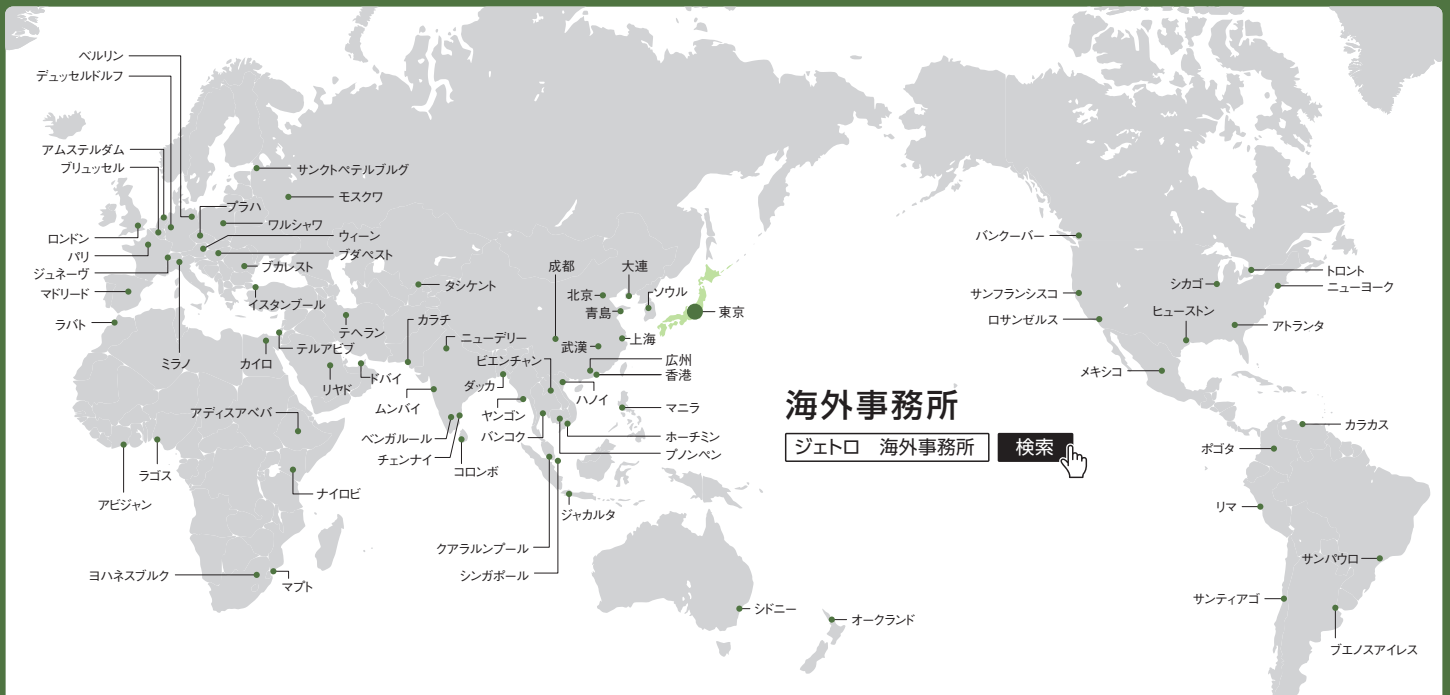 ベルリン
デュッセルドルフ
アムステルダム
ブリュッセル
サンクトペテルブルグ
モスクワ
プラハ
ワルシャワ
ロンドン
ウィーン
パリ
ブダペスト
ジュネーヴ
ブカレスト
マドリード
イスタンブール
ラバト
ミラノ
カイロ
テルアビブ
テヘラン
リヤド
ドバイ
タシケント
カラチ
ニューデリー
ムンバイ
ダッカ
ベンガルール
チェンナイ
コロンボ
ヤンゴン
ビエンチャン
バンコク
ハノイ
成都
大連
北京
ソウル
青島
東京
上海
武漢
広州
香港
マニラ
ホーチミン
プノンペン
ジャカルタ
クアラルンプール
シンガポール
アディスアベバ
ラゴス
アビジャン
ナイロビ
ヨハネスブルク
マプト
シドニー
オークランド
海外事務所
ジェトロ 海外事務所 検索
バンクーバー
サンフランシスコ
ロサンゼルス
シカゴ
ヒューストン
トロント
ニューヨーク
アトランタ
メキシコ
カラカス
ボゴタ
リマ
サンパウロ
サンティアゴ
ブエノスアイレス